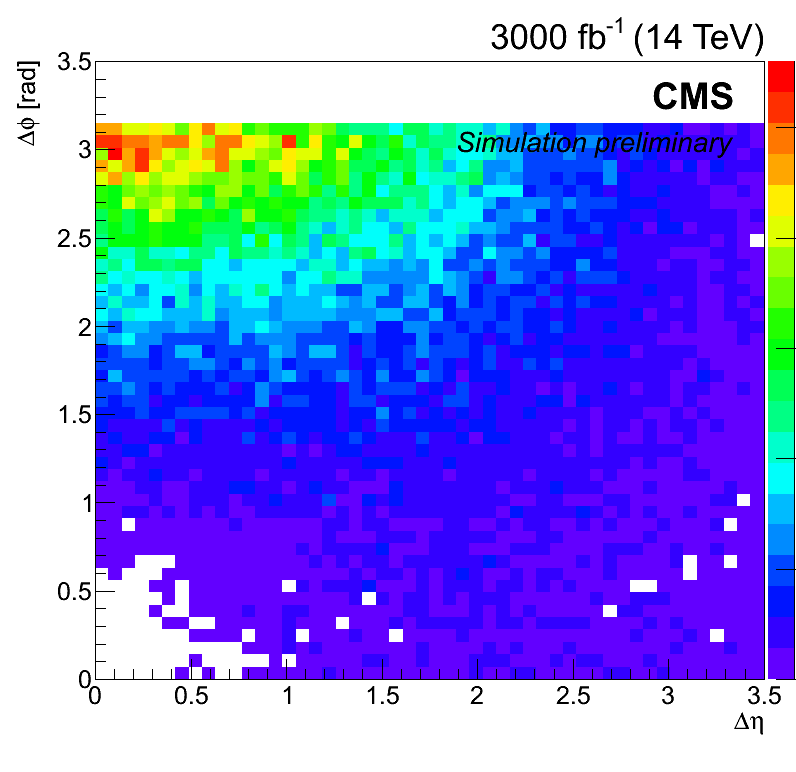 3000 fb-1 (14 TeV)
Δϕ [rad]
3.5
CMS
Simulation preliminary
3
2.5
2
1.5
1
0.5
0
0 0.5 1 1.5 2 2.5 3 3.5
Δη